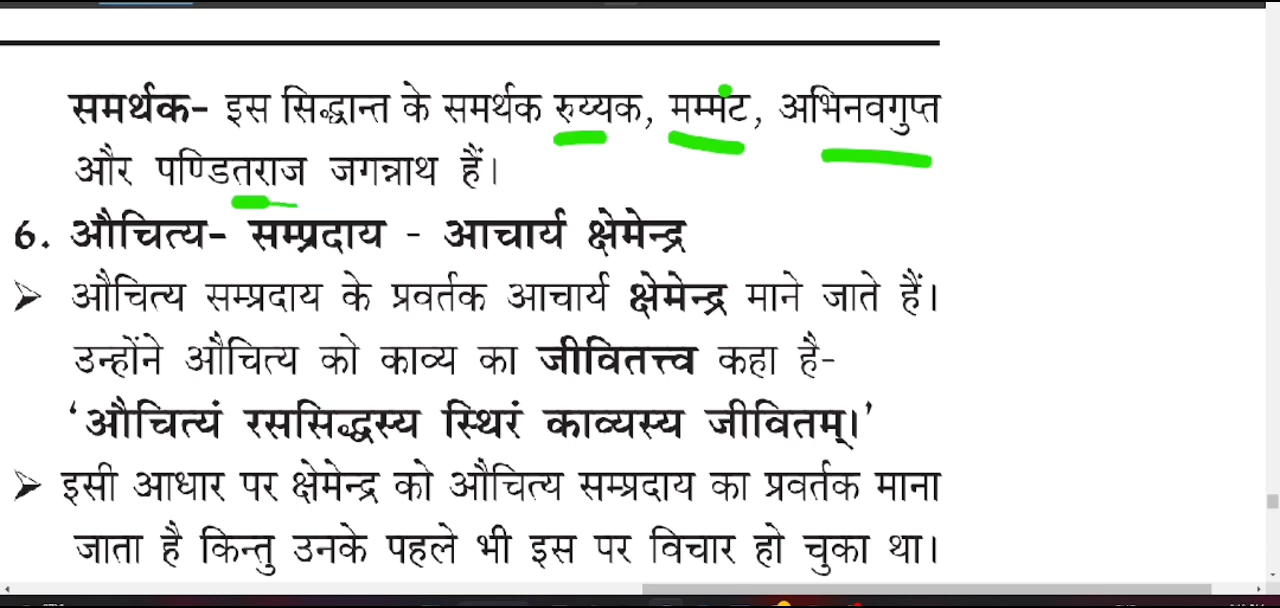 समर्थक- इस सिद्धान्त के समर्थक रुय्यक, मम्मट, अभिनवगुप्त
और पण्डितराज जगन्नाथ हैं।
6. औचित्य- सम्प्रदाय - आचार्य क्षेमेन्द्र
➢ औचित्य सम्प्रदाय के प्रवर्तक आचार्य क्षेमेन्द्र माने जाते हैं।
उन्होंने औचित्य को काव्य का जीवितत्त्व कहा है-
‘औचित्यं रससिद्धस्य स्थिरं काव्यस्य जीवितम्।’
➢ इसी आधार पर क्षेमेन्द्र को औचित्य सम्प्रदाय का प्रवर्तक माना
जाता है किन्तु उनके पहले भी इस पर विचार हो चुका था।